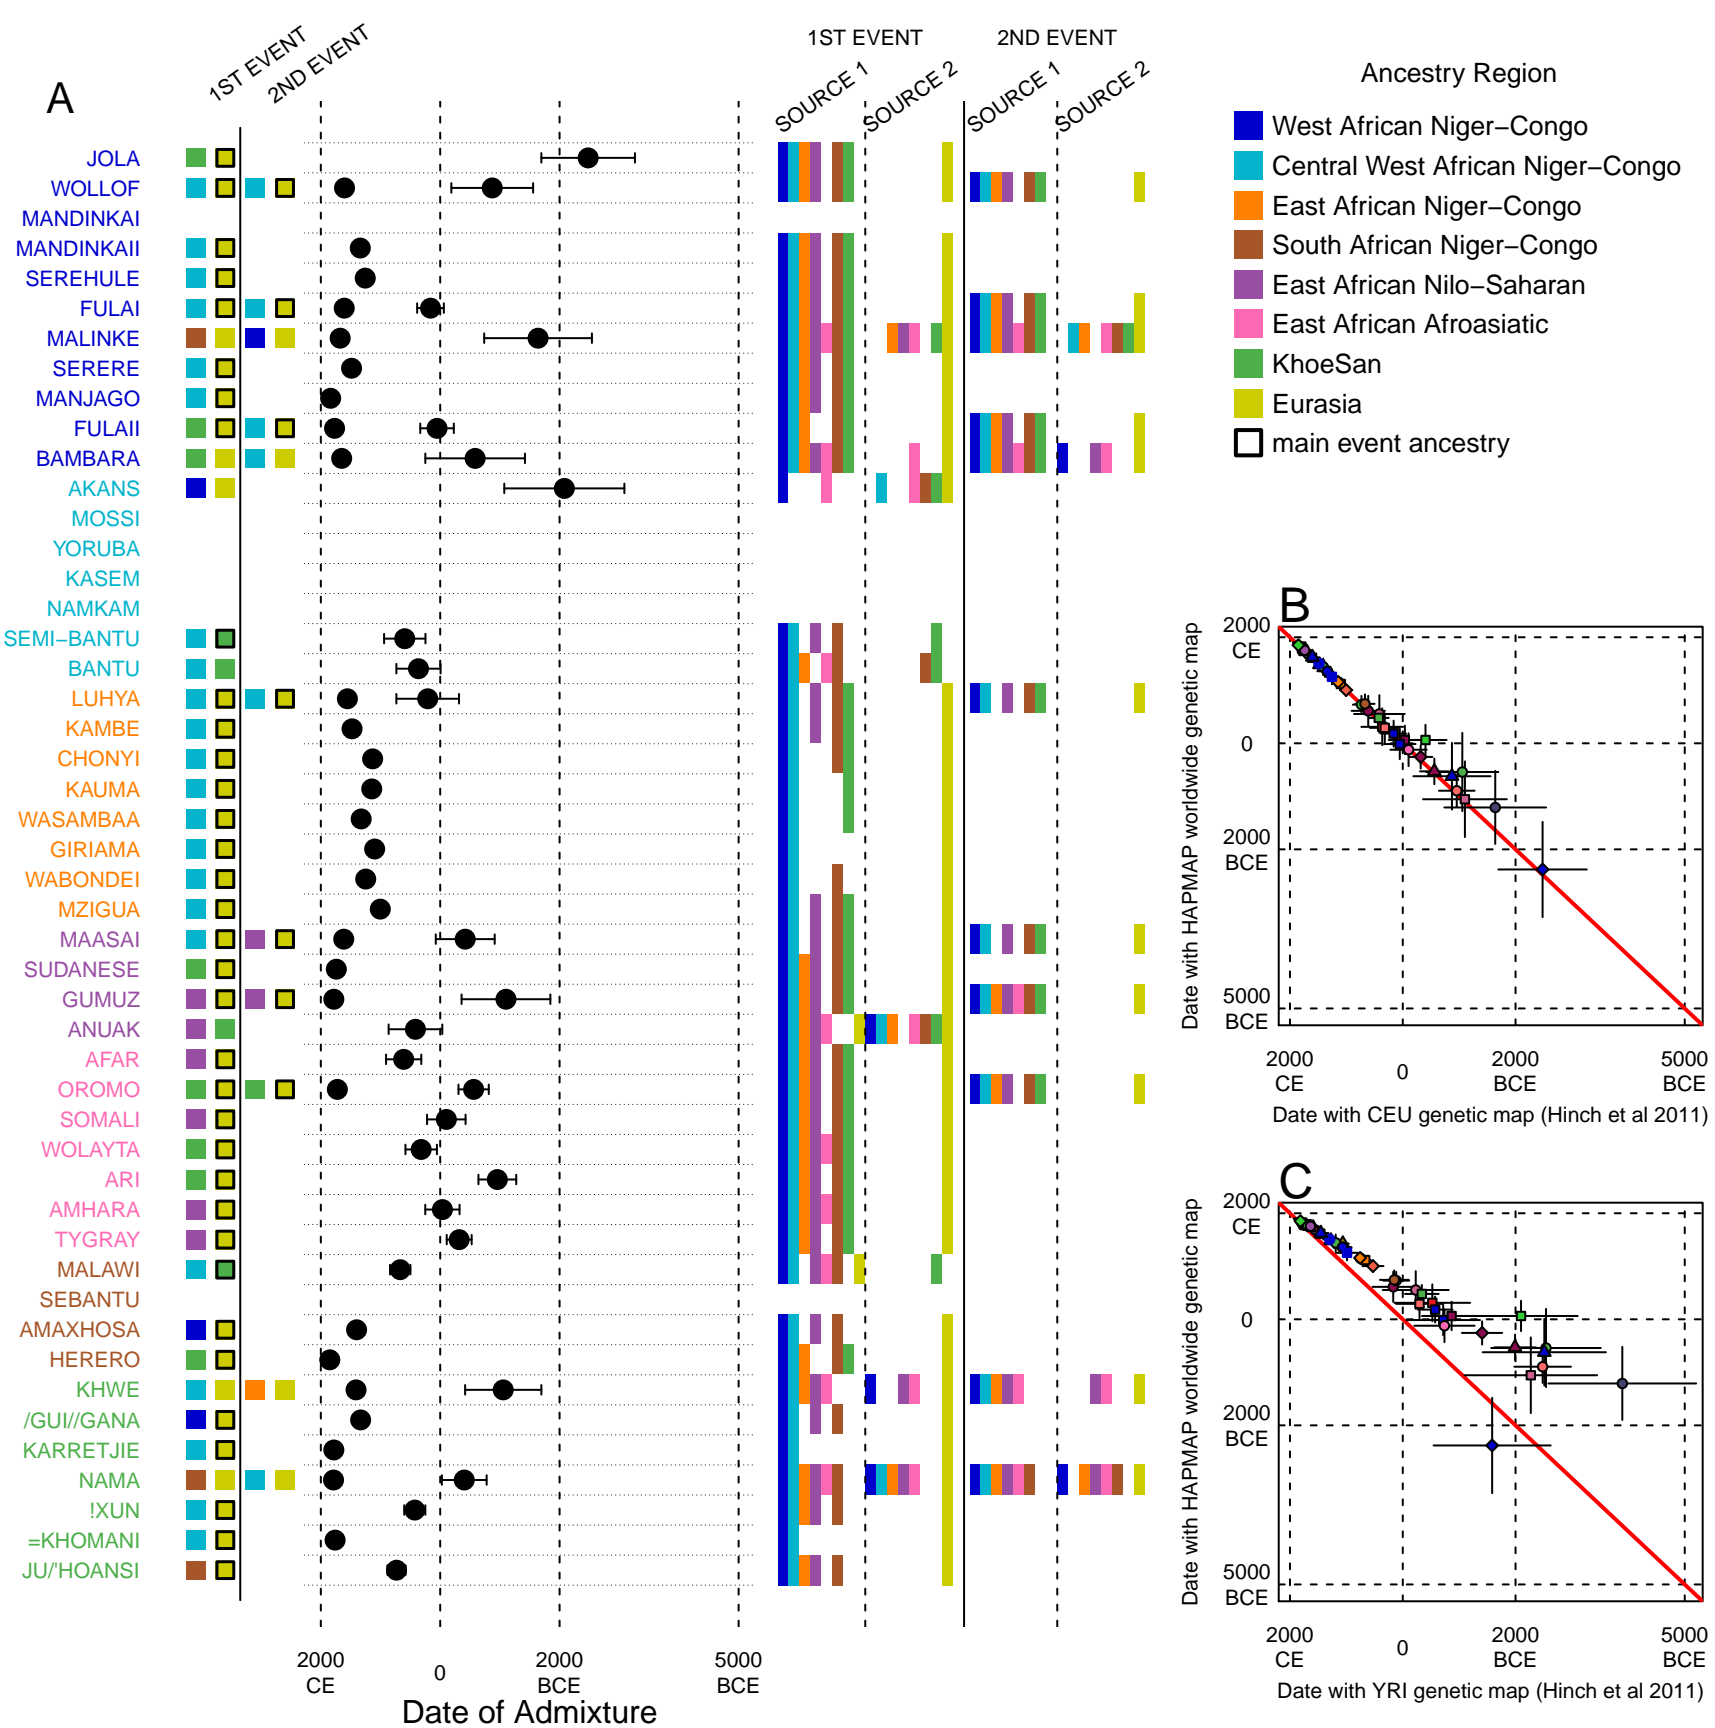 A
1ST EVENT
2ND EVENT
1ST EVENT
2ND EVENT
SOURCE 1
SOURCE 2
SOURCE 1
SOURCE 2
JOLA
WOLLOF
MANDINKAI
MANDINKAII
SEREHULE
FULAI
MALINKE
SERERE
MANJAGO
FULAII
BAMBARA
AKANS
MOSSI
YORUBA
KASEM
NAMKAM
SEMI−BANTU
BANTU
LUHYA
KAMBE
CHONYI
KAUMA
WASAMBAA
GIRIAMA
WABONDEI
MZIGUA
MAASAI
SUDANESE
GUMUZ
ANUAK
AFAR
OROMO
SOMALI
WOLAYTA
ARI
AMHARA
TYGRAY
MALAWI
SEBANTU
AMAXHOSA
HERERO
KHWE
/GUI//GANA
KARRETJIE
NAMA
!XUN
=KHOMANI
JU/'HOANSI
2000
CE
0
2000
BCE
5000
BCE
Date of Admixture
Ancestry Region
West African Niger−Congo
Central West African Niger−Congo
East African Niger−Congo
South African Niger−Congo
East African Nilo−Saharan
East African Afroasiatic
KhoeSan
Eurasia
main event ancestry
B
Date with HAPMAP worldwide genetic map
2000
CE
0
2000
BCE
5000
BCE
2000
CE
0
2000
BCE
5000
BCE
Date with CEU genetic map (Hinch et al 2011)
C
Date with HAPMAP worldwide genetic map
2000
CE
0
2000
BCE
5000
BCE
2000
CE
0
2000
BCE
5000
BCE
Date with YRI genetic map (Hinch et al 2011)